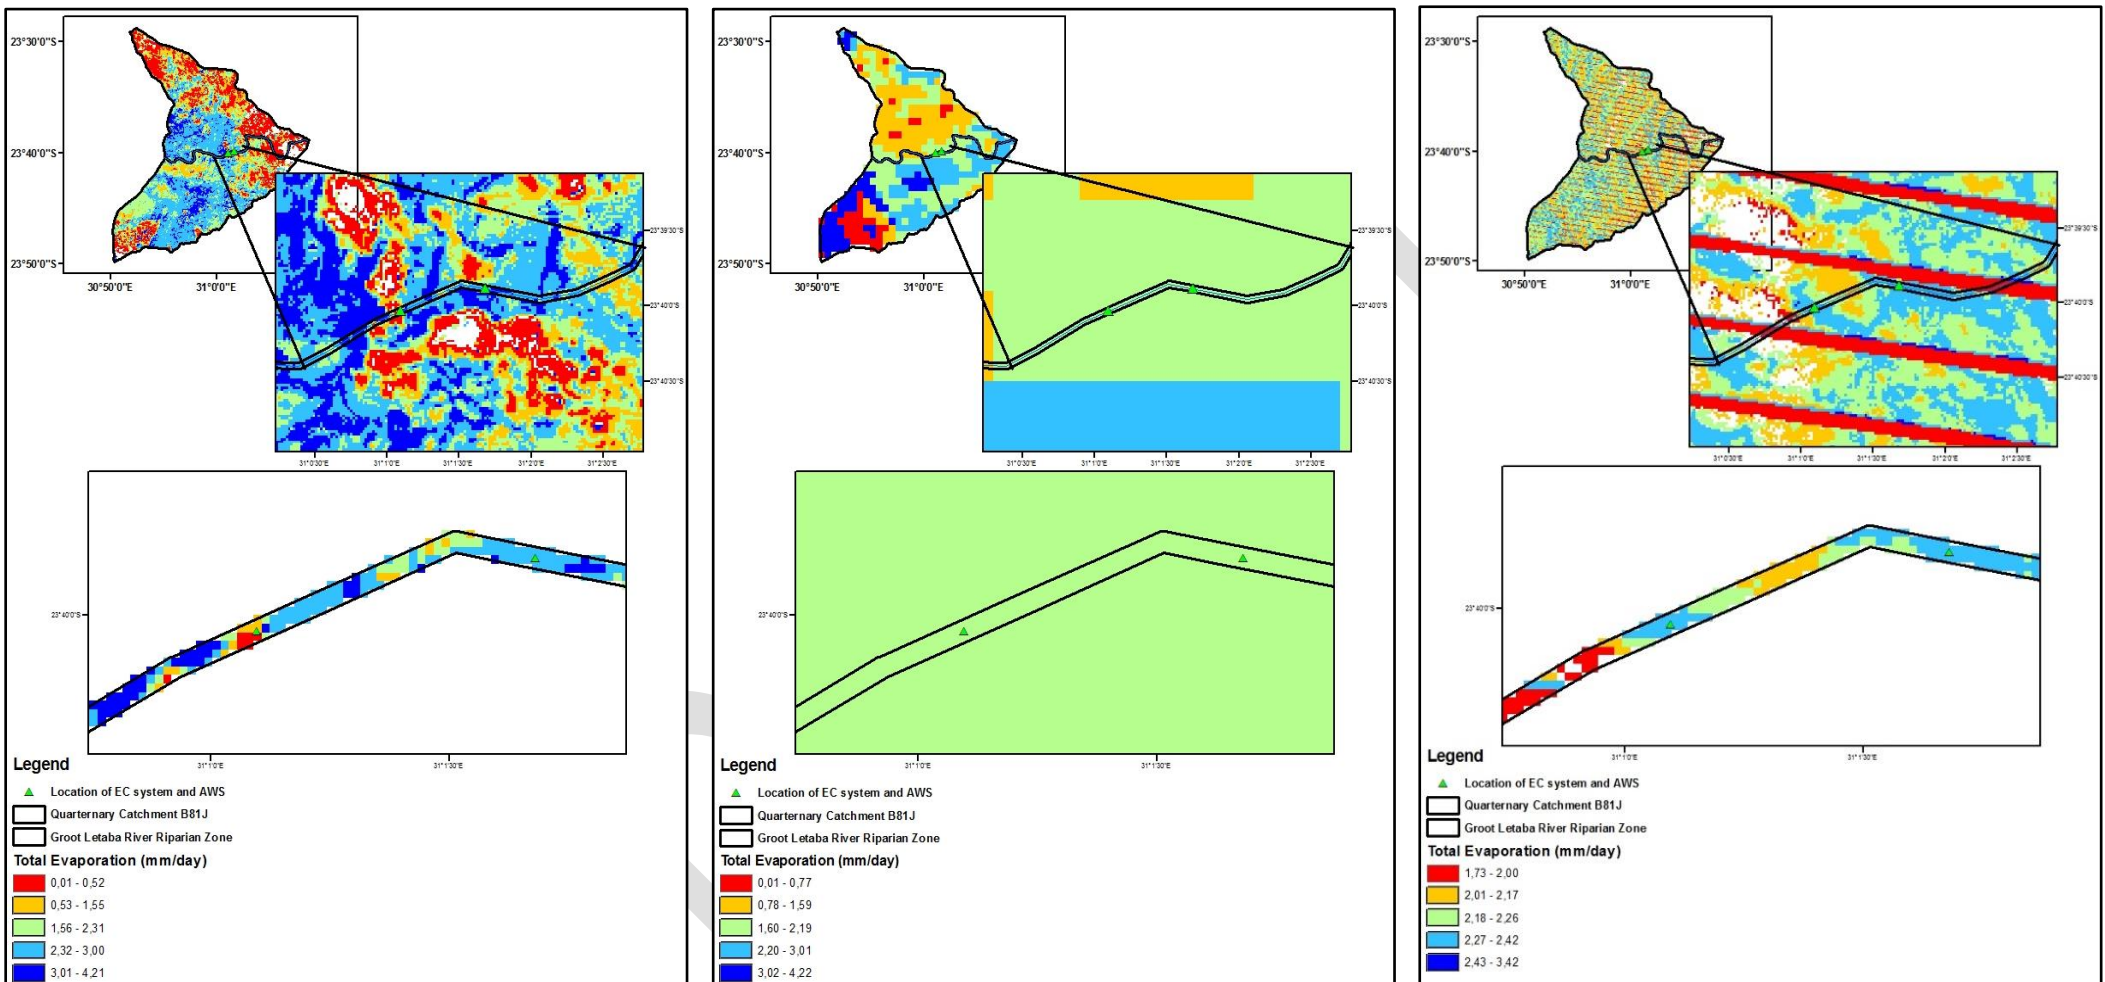 23°30'0"S
23°40'0"S
23°50'0"S
30°50'0"E
31°0'0"E
23°39'30"S
23°40'0"S
23°40'30"S
31°0'30"E
31°1'0"E
31°1'30"E
31°2'0"E
31°2'30"E
23°40'0"S
31°1'0"E
31°1'30"E
Legend
Location of EC system and AWS
Quarternary Catchment B81J
Groot Letaba River Riparian Zone
Total Evaporation (mm/day)
0,01 - 0,52
0,53 - 1,55
1,56 - 2,31
2,32 - 3,00
3,01 - 4,21
23°30'0"S
23°40'0"S
23°50'0"S
30°50'0"E
31°0'0"E
23°39'30"S
23°40'0"S
23°40'30"S
31°0'30"E
31°1'0"E
31°1'30"E
31°2'0"E
31°2'30"E
23°40'0"S
31°1'0"E
31°1'30"E
Legend
Location of EC system and AWS
Quarternary Catchment B81J
Groot Letaba River Riparian Zone
Total Evaporation (mm/day)
0,01 - 0,77
0,78 - 1,59
1,60 - 2,19
2,20 - 3,01
3,02 - 4,22
23°30'0"S
23°40'0"S
23°50'0"S
30°50'0"E
31°0'0"E
23°39'30"S
23°40'0"S
23°40'30"S
31°0'30"E
31°1'0"E
31°1'30"E
31°2'0"E
31°2'30"E
23°40'0"S
31°1'0"E
31°1'30"E
Legend
Location of EC system and AWS
Quarternary Catchment B81J
Groot Letaba River Riparian Zone
Total Evaporation (mm/day)
1,73 - 2,00
2,01 - 2,17
2,18 - 2,26
2,27 - 2,42
2,43 - 3,42